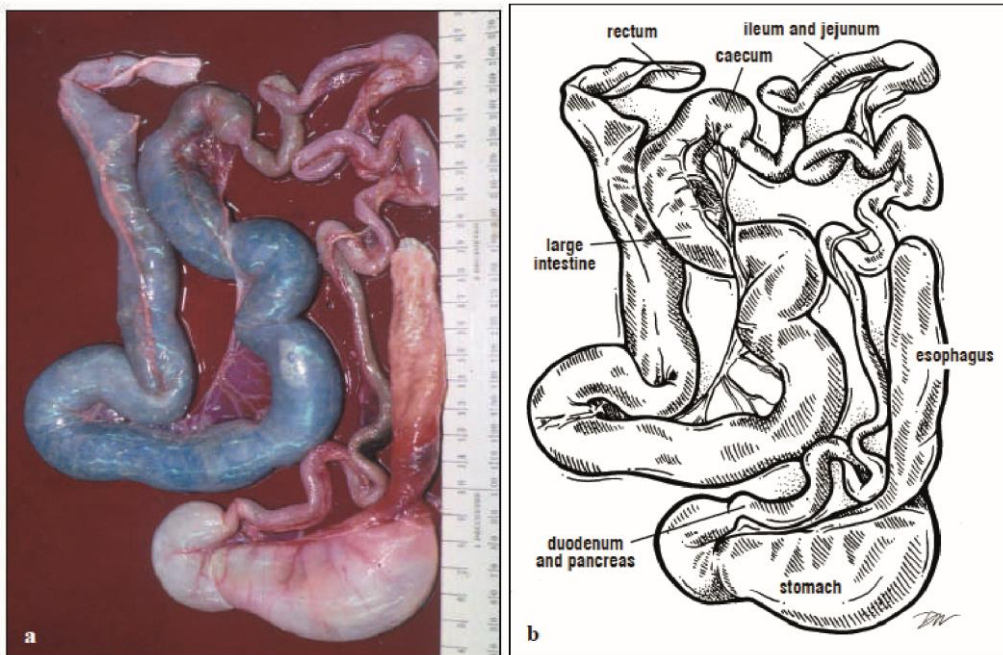 rectum
ileum and jejunum
caecum
large
intestine
esophagus
duodenum
and pancreas
stomach
a
b